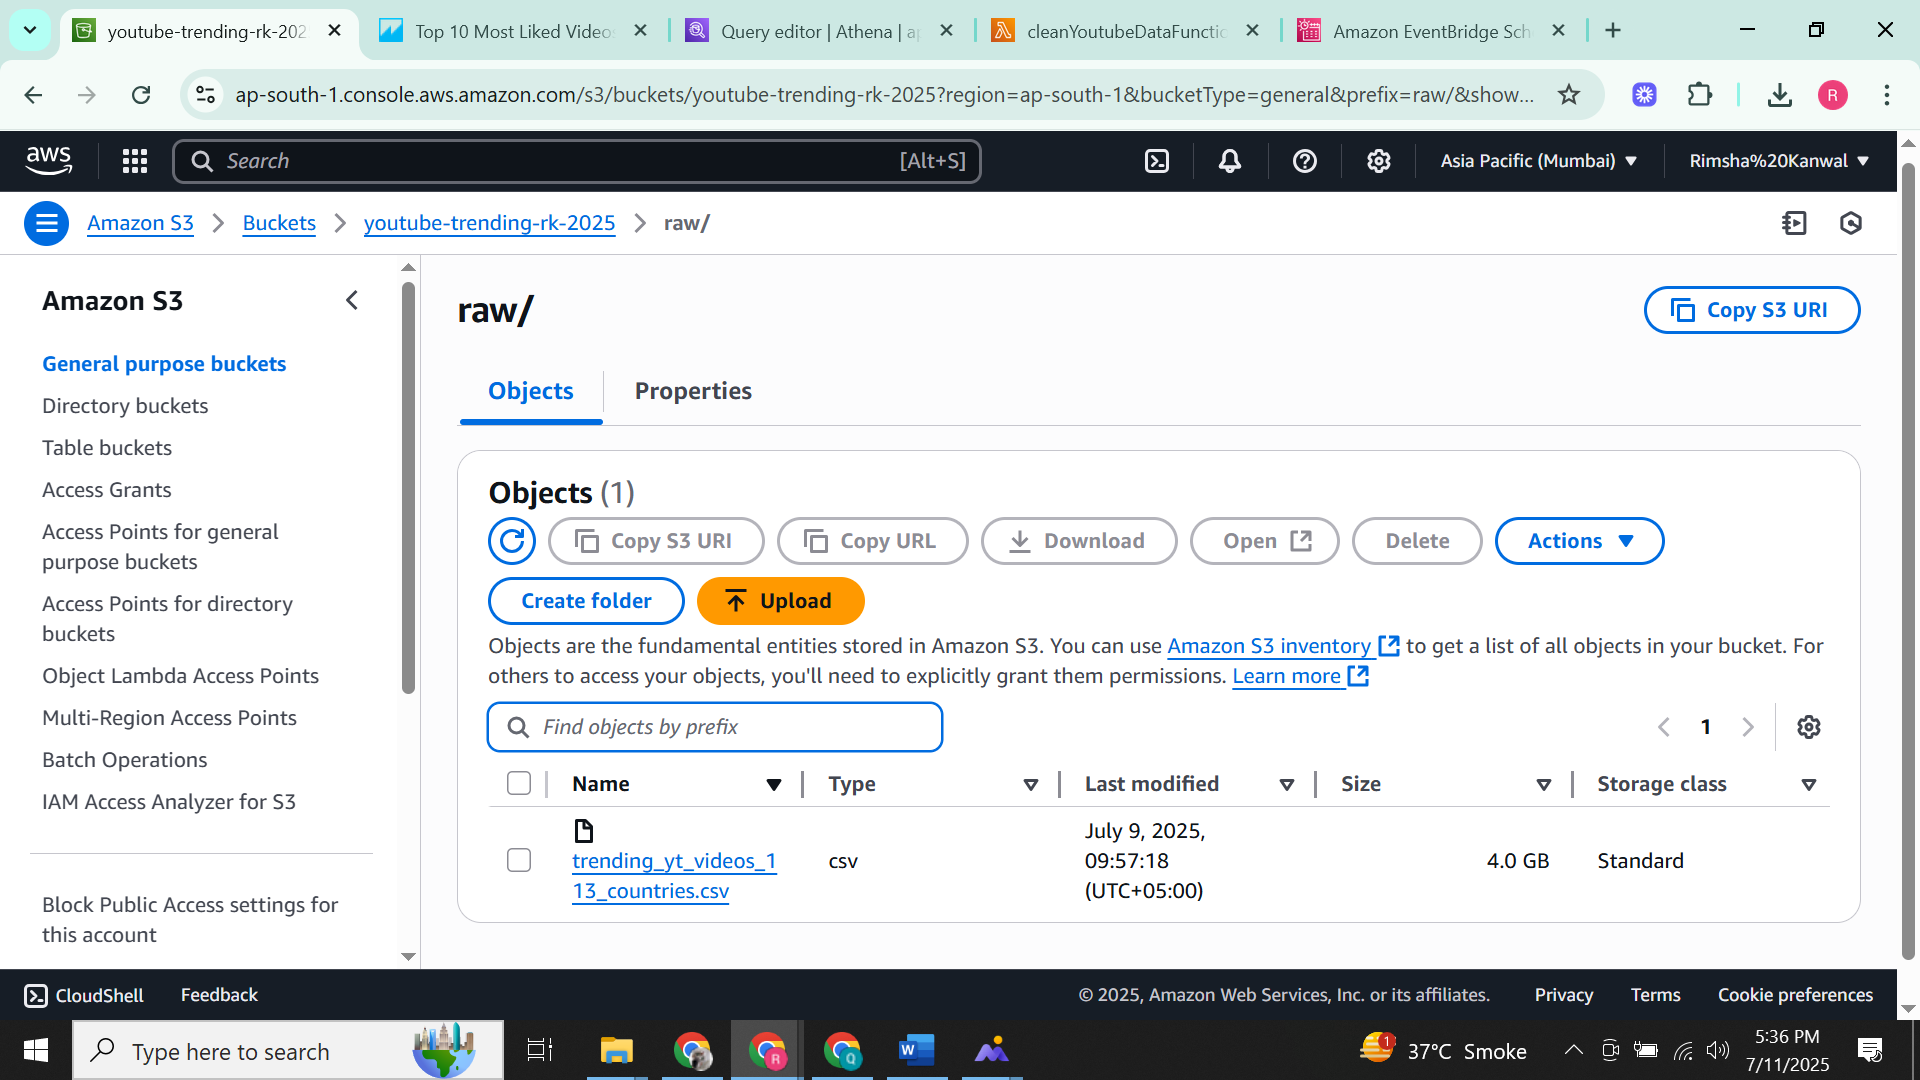 youtube-trending-rk-202
Top 10 Most Liked Video
Query editor | Athena | a
cleanYoutubeDataFunctio
Amazon EventBridge Sch
ap-south-1.console.aws.amazon.com/s3/buckets/youtube-trending-rk-2025?region=ap-south-1&bucketType=general&prefix=raw/&show...
R
aws
Search
[Alt+S]
Asia Pacific (Mumbai)
Rimsha%20Kanwal
Amazon S3
Buckets
youtube-trending-rk-2025
raw/
Amazon S3
General purpose buckets
Directory buckets
Table buckets
Access Grants
Access Points for general
purpose buckets
Access Points for directory
buckets
Object Lambda Access Points
Multi-Region Access Points
Batch Operations
IAM Access Analyzer for S3
Block Public Access settings for
this account
raw/
Copy S3 URI
Objects
Properties
Objects (1)
Copy S3 URI
Copy URL
Download
Open
Delete
Actions
Create folder
Upload
Objects are the fundamental entities stored in Amazon S3. You can use Amazon S3 inventory to get a list of all objects in your bucket. For
others to access your objects, you'll need to explicitly grant them permissions. Learn more
Find objects by prefix
1
Name
Type
Last modified
Size
Storage class
trending_yt_videos_1
13_countries.csv
csv
July 9, 2025,
09:57:18
(UTC+05:00)
4.0 GB
Standard
CloudShell
Feedback
© 2025, Amazon Web Services, Inc. or its affiliates.
Privacy
Terms
Cookie preferences
Type here to search
R
Q
W
1
37°C Smoke
5:36 PM
7/11/2025